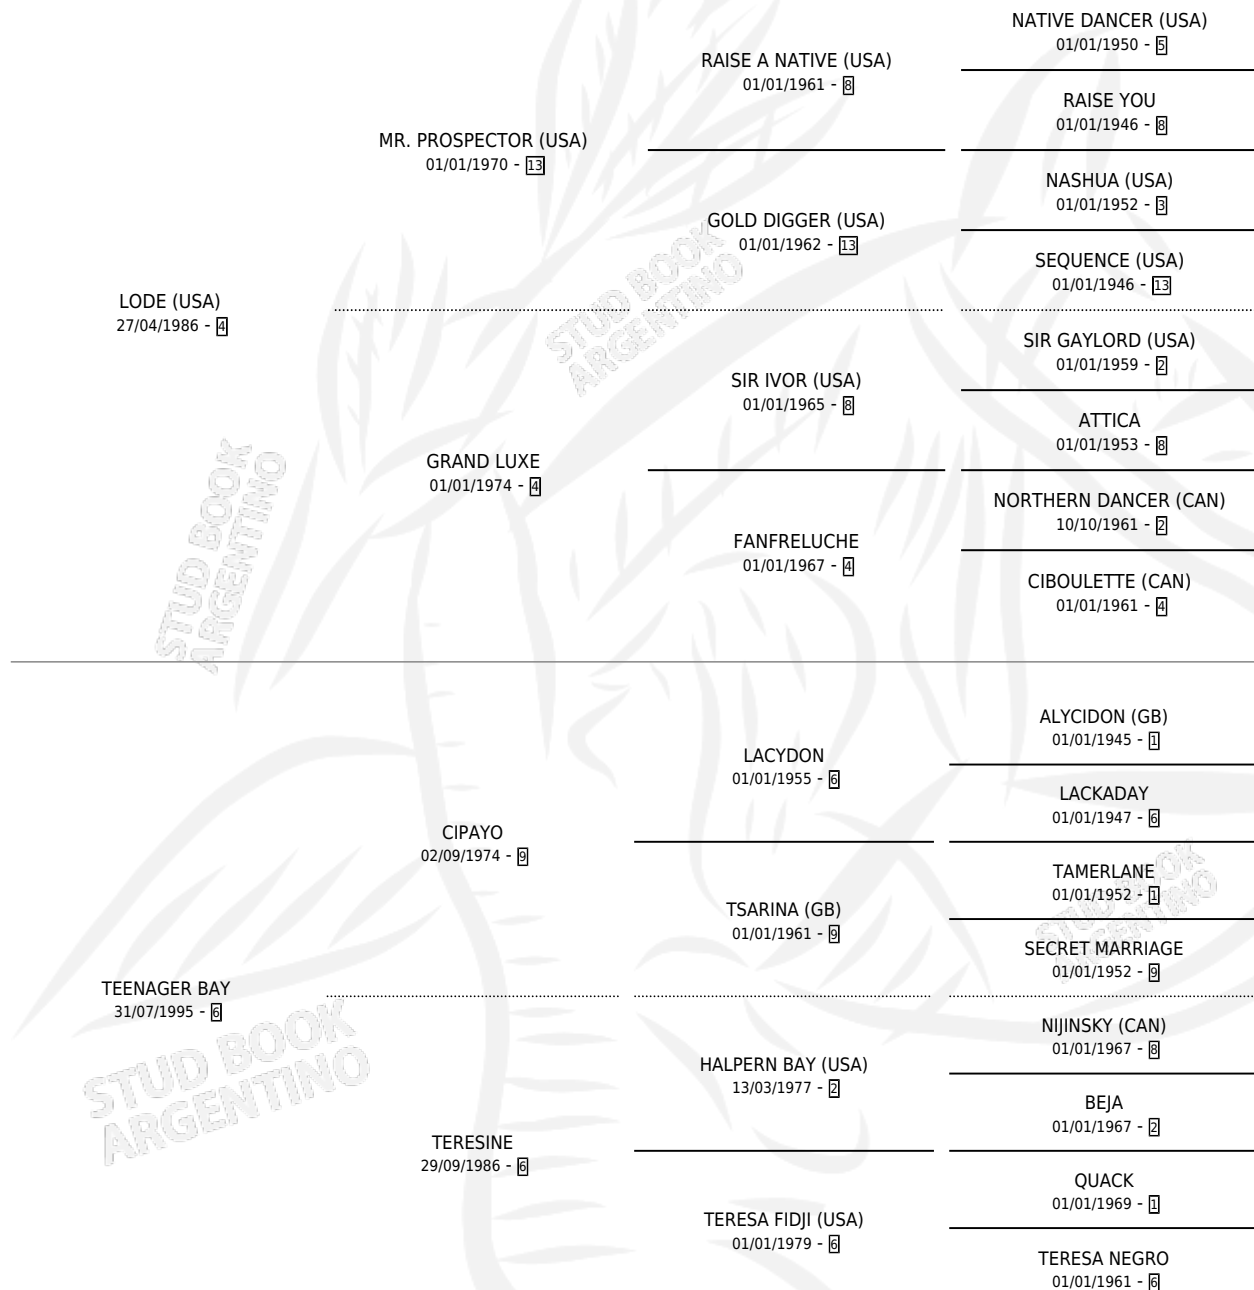 NATIVE DANCER (USA)
01/01/1950 - 5
RAISE A NATIVE (USA)
01/01/1961 - 8
RAISE YOU
01/01/1946 - 8
MR. PROSPECTOR (USA)
01/01/1970 - 13
NASHUA (USA)
01/01/1952 - 3
GOLD DIGGER (USA)
01/01/1962 - 13
SEQUENCE (USA)
01/01/1946 - 13
LODE (USA)
27/04/1986 - 4
SIR GAYLORD (USA)
01/01/1959 - 2
SIR IVOR (USA)
01/01/1965 - 8
ATTICA
01/01/1953 - 8
GRAND LUXE
01/01/1974 - 4
NORTHERN DANCER (CAN)
10/10/1961 - 2
FANFRELUCHE
01/01/1967 - 4
CIBOULETTE (CAN)
01/01/1961 - 4
STUD BOOK
ARGENTINO
STUD BOOK
ARGENTINO
ALYCIDON (GB)
01/01/1945 - 1
LACYDON
01/01/1955 - 6
LACKADAY
01/01/1947 - 6
CIPAYO
02/09/1974 - 9
TAMERLANE
01/01/1952 - 1
TSARINA (GB)
01/01/1961 - 9
SECRET MARRIAGE
01/01/1952 - 9
STUD BOOK
ARGENTINO
TEENAGER BAY
31/07/1995 - 6
NIJINSKY (CAN)
01/01/1967 - 8
HALPERN BAY (USA)
13/03/1977 - 2
BEJA
01/01/1967 - 2
TERESINE
29/09/1986 - 6
QUACK
01/01/1969 - 1
TERESA FIDJI (USA)
01/01/1979 - 6
TERESA NEGRO
01/01/1961 - 6
STUD BOOK
ARGENTINO